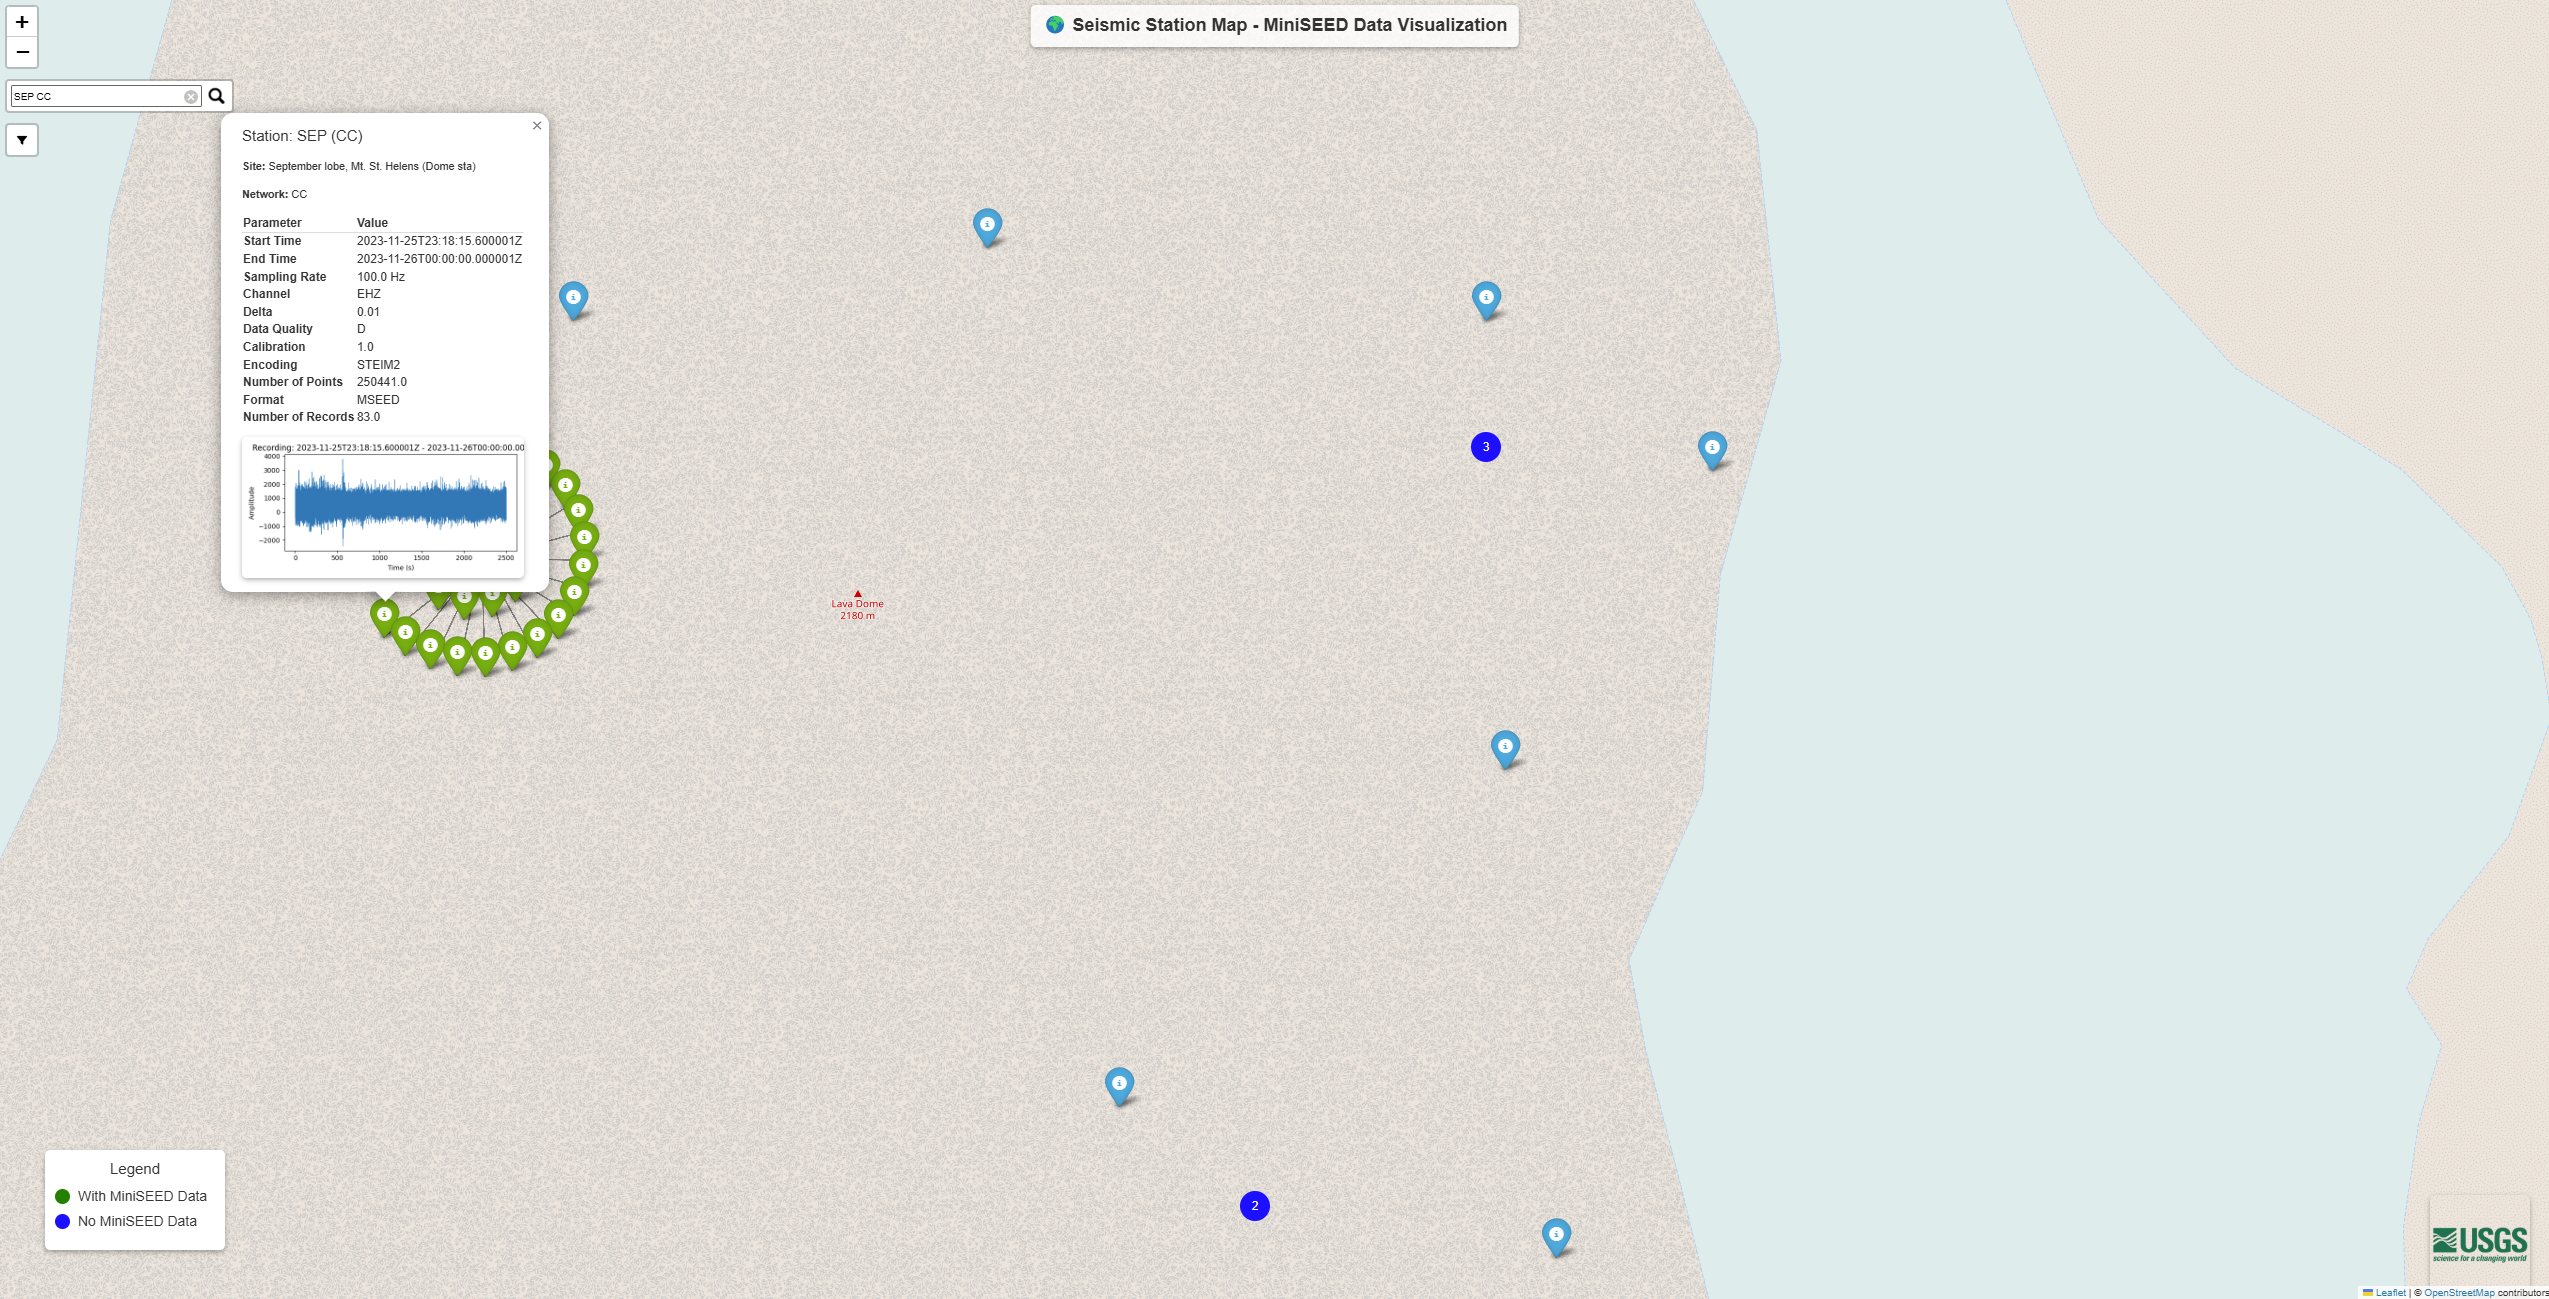 +
−
🌍 Seismic Station Map - MiniSEED Data Visualization
SEP CC
×
Station: SEP (CC)
Site: September lobe, Mt. St. Helens (Dome sta)
Network: CC
Parameter Value
Start Time 2023-11-25T23:18:15.600001Z
End Time 2023-11-26T00:00:00.000001Z
Sampling Rate 100.0 Hz
Channel EHZ
Delta 0.01
Data Quality D
Calibration 1.0
Encoding STEIM2
Number of Points 250441.0
Format MSEED
Number of Records 83.0
Recording: 2023-11-25T23:18:15.600001Z - 2023-11-26T00:00:00.00
Amplitude
4000
3000
2000
1000
0
−1000
−2000
0 500 1000 1500 2000 2500
Time (s)
3
Lava Dome
2180 m
2
Legend
With MiniSEED Data
No MiniSEED Data
USGS
science for a changing world
Leaflet | © OpenStreetMap contributors